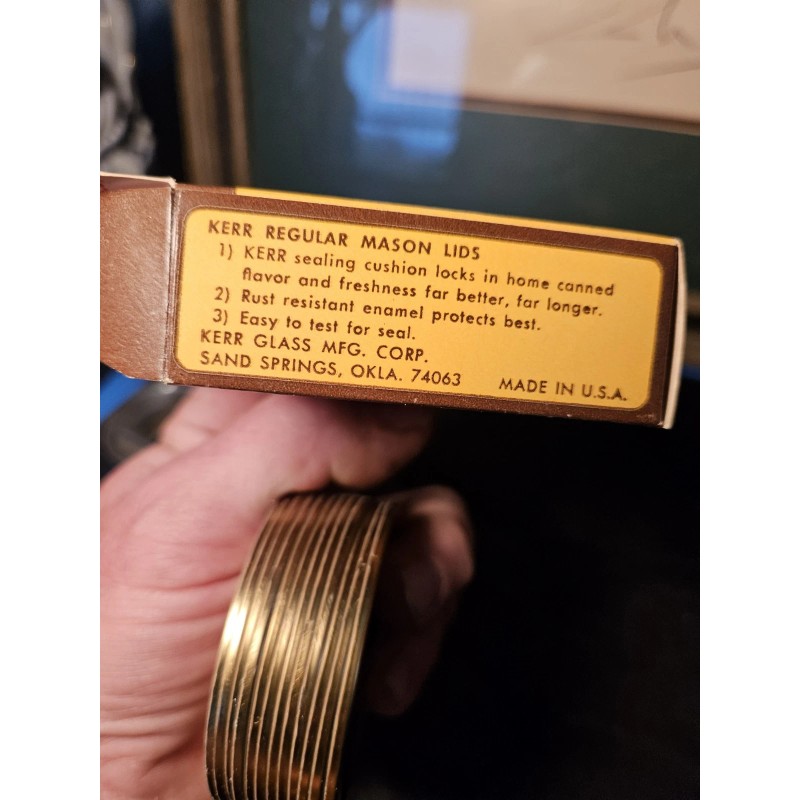 KERR REGULAR MASON LIDS
1) KERR sealing cushion locks in home canned
flavor and freshness far better, far longer.
2) Rust resistant enamel protects best.
3) Easy to test for seal.
KERR GLASS MFG. CORP.
SAND SPRINGS, OKLA. 74063 MADE IN U.S.A.